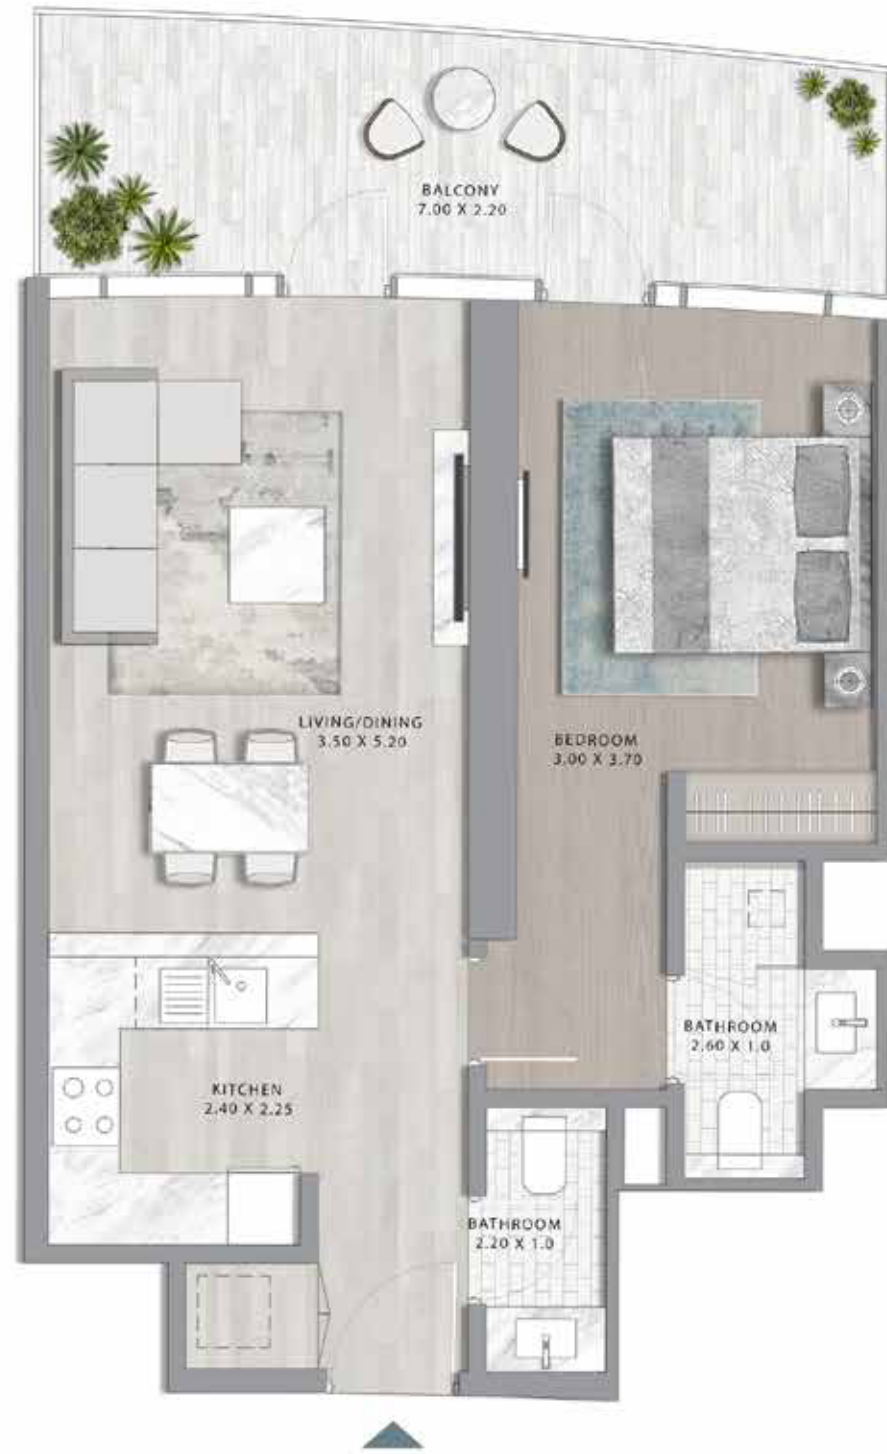 BALCONY
7.00 X 2.20
LIVING/DINING
3.50 X 5.20
BEDROOM
3.00 X 3.70
BATHROOM
2.60 X 1.0
KITCHEN
2.40 X 2.25
BATHROOM
2.20 X 1.0